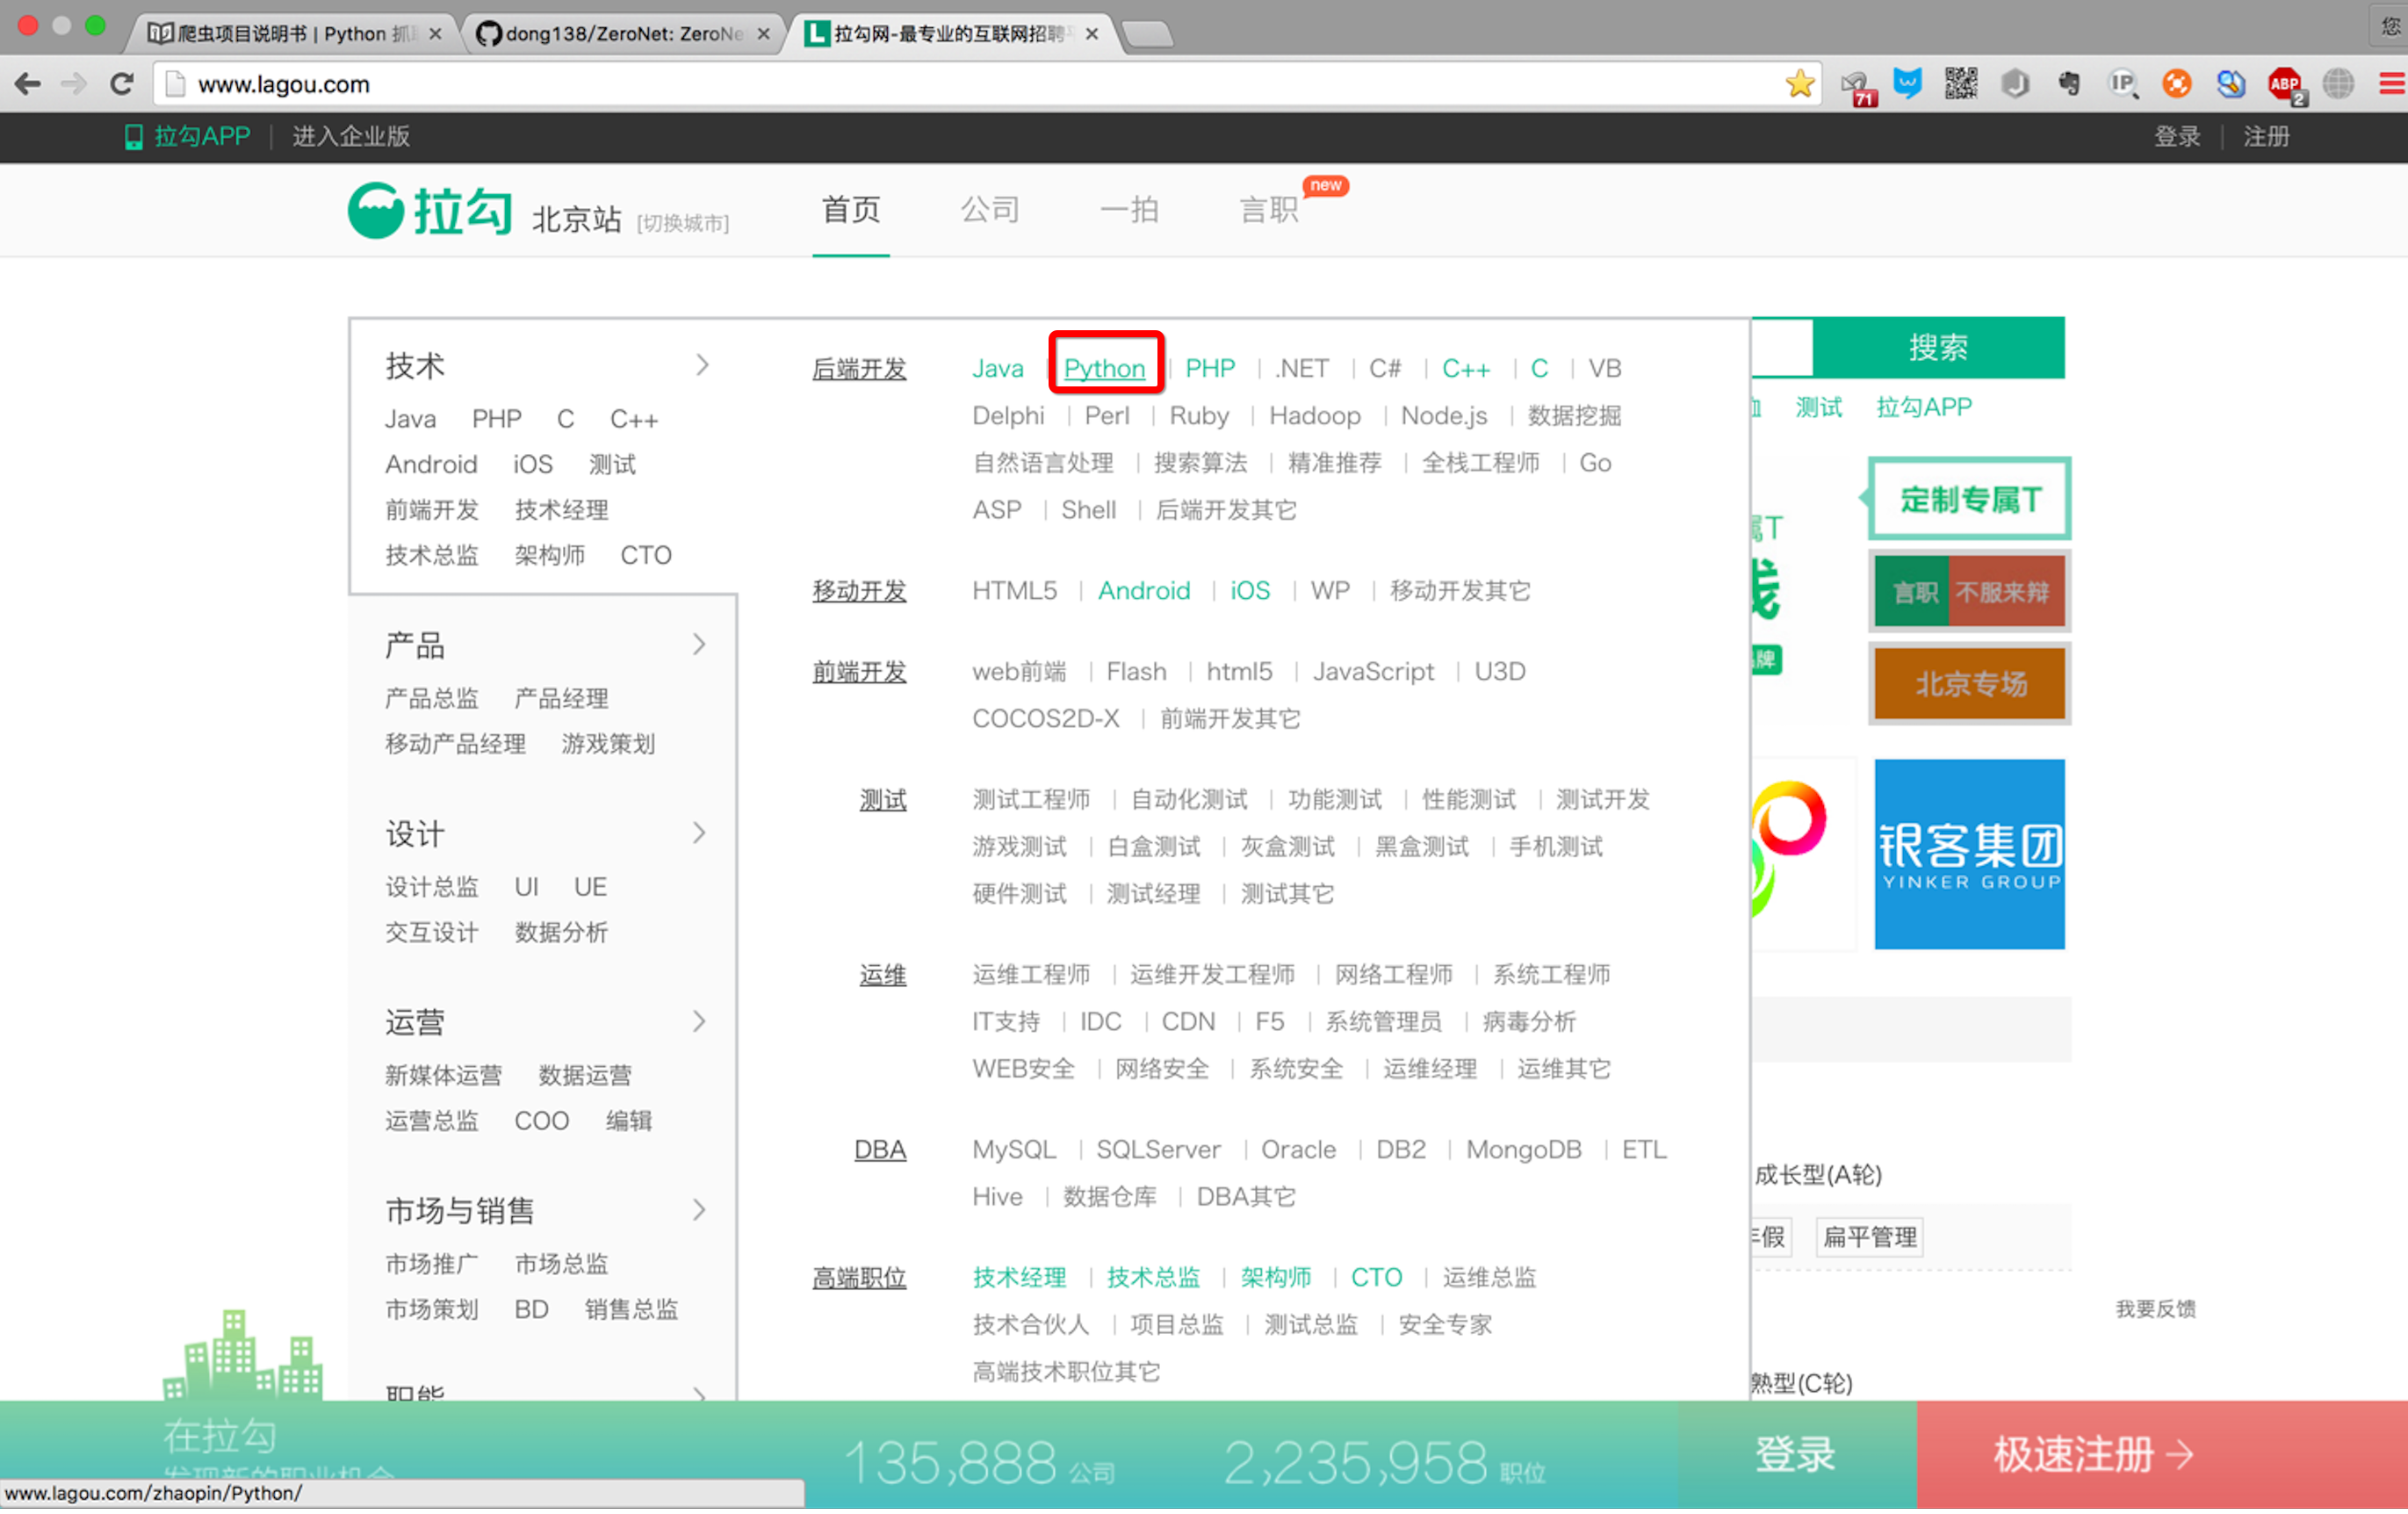 爬虫项目说明书 | Python 抓
dong138/ZeroNet: ZeroNe
拉勾网-最专业的互联网招聘
您
www.lagou.com
71
IP
ABP
2
拉勾APP | 进入企业版
登录 | 注册
拉勾 北京站 [切换城市]
首页 公司 一拍 言职 new
技术
Java PHP C C++
Android iOS 测试
前端开发 技术经理
技术总监 架构师 CTO
产品
产品总监 产品经理
移动产品经理 游戏策划
设计
设计总监 UI UE
交互设计 数据分析
运营
新媒体运营 数据运营
运营总监 COO 编辑
市场与销售
市场推广 市场总监
市场策划 BD 销售总监
职能
后端开发 Java | Python | PHP | .NET | C# | C++ | C | VB
Delphi | Perl | Ruby | Hadoop | Node.js | 数据挖掘
自然语言处理 | 搜索算法 | 精准推荐 | 全栈工程师 | Go
ASP | Shell | 后端开发其它
移动开发 HTML5 | Android | iOS | WP | 移动开发其它
前端开发 web前端 | Flash | html5 | JavaScript | U3D
COCOS2D-X | 前端开发其它
测试 测试工程师 | 自动化测试 | 功能测试 | 性能测试 | 测试开发
游戏测试 | 白盒测试 | 灰盒测试 | 黑盒测试 | 手机测试
硬件测试 | 测试经理 | 测试其它
运维 运维工程师 | 运维开发工程师 | 网络工程师 | 系统工程师
IT支持 | IDC | CDN | F5 | 系统管理员 | 病毒分析
WEB安全 | 网络安全 | 系统安全 | 运维经理 | 运维其它
DBA MySQL | SQLServer | Oracle | DB2 | MongoDB | ETL
Hive | 数据仓库 | DBA其它
高端职位 技术经理 | 技术总监 | 架构师 | CTO | 运维总监
技术合伙人 | 项目总监 | 测试总监 | 安全专家
高端技术职位其它
搜索
测试 拉勾APP
定制专属T
属T
言职 不服来辩
牌
北京专场
银客集团
YINKER GROUP
成长型(A轮)
假 扁平管理
我要反馈
熟型(C轮)
在拉勾
发现新的职业机会
135,888 公司
2,235,958 职位
登录
极速注册
www.lagou.com/zhaopin/Python/